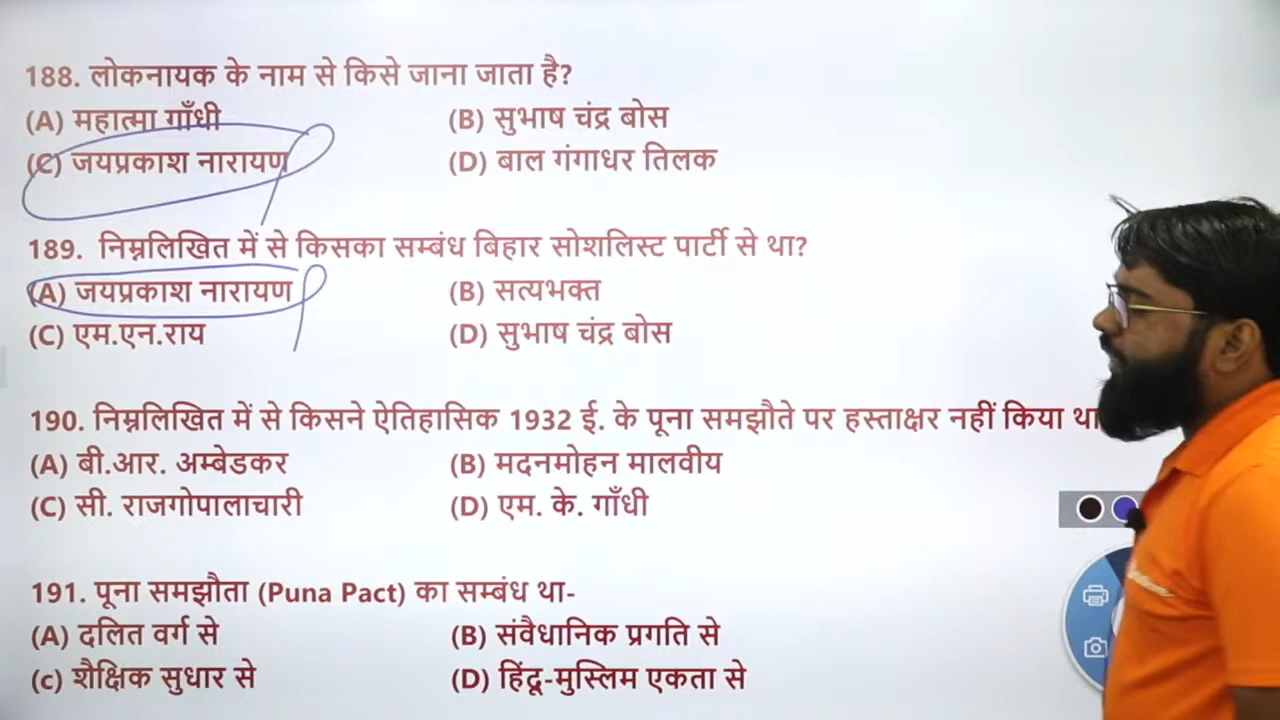 188. लोकनायक के नाम से किसे जाना जाता है?
(A) महात्मा गाँधी (B) सुभाष चंद्र बोस
(C) जयप्रकाश नारायण (D) बाल गंगाधर तिलक
189. निम्नलिखित में से किसका सम्बंध बिहार सोशलिस्ट पार्टी से था?
(A) जयप्रकाश नारायण (B) सत्यभक्त
(C) एम.एन.राय (D) सुभाष चंद्र बोस
190. निम्नलिखित में से किसने ऐतिहासिक 1932 ई. के पूना समझौते पर हस्ताक्षर नहीं किया था
(A) बी.आर. अम्बेडकर (B) मदनमोहन मालवीय
(C) सी. राजगोपालाचारी (D) एम. के. गाँधी
191. पूना समझौता (Puna Pact) का सम्बंध था-
(A) दलित वर्ग से (B) संवैधानिक प्रगति से
(c) शैक्षिक सुधार से (D) हिंदू-मुस्लिम एकता से